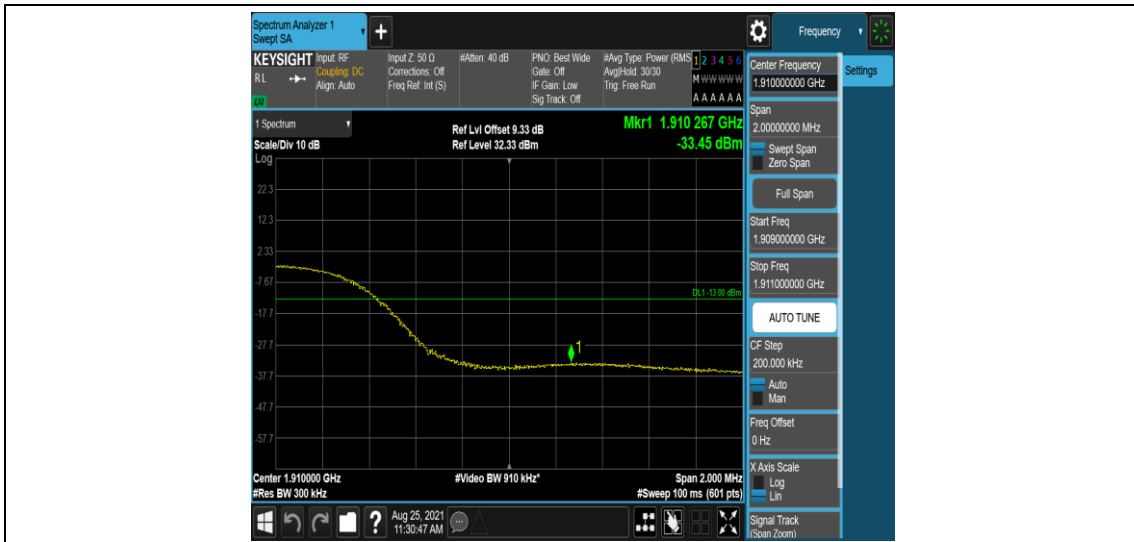 Spectrum Analyzer 1
Swept SA
+
Frequency
KEYSIGHT
RL
LXI
Input: RF
Coupling: DC
Align: Auto
Input Z: 50 Ω
Corrections: Off
Freq Ref: Int (S)
#Atten: 40 dB
PNO: Best Wide
Gate: Off
IF Gain: Low
Sig Track: Off
#Avg Type: Power (RMS
Avg|Hold: 30/30
Trig: Free Run
1 2 3 4 5 6
M W W W W W
A A A A A A
1 Spectrum
Scale/Div 10 dB
Log
Ref Lvl Offset 9.33 dB
Ref Level 32.33 dBm
Mkr1 1.910 267 GHz
-33.45 dBm
22.3
12.3
2.33
-7.67
-17.7
-27.7
-37.7
-47.7
-57.7
DL1 -13.00 dBm
1
Center 1.910000 GHz
#Res BW 300 kHz
#Video BW 910 kHz*
Span 2.000 MHz
#Sweep 100 ms (601 pts)
?
Aug 25, 2021
11:30:47 AM
Center Frequency
1.910000000 GHz
Settings
Span
2.00000000 MHz
Swept Span
Zero Span
Full Span
Start Freq
1.909000000 GHz
Stop Freq
1.911000000 GHz
AUTO TUNE
CF Step
200.000 kHz
Auto
Man
Freq Offset
0 Hz
X Axis Scale
Log
Lin
Signal Track
(Span Zoom)